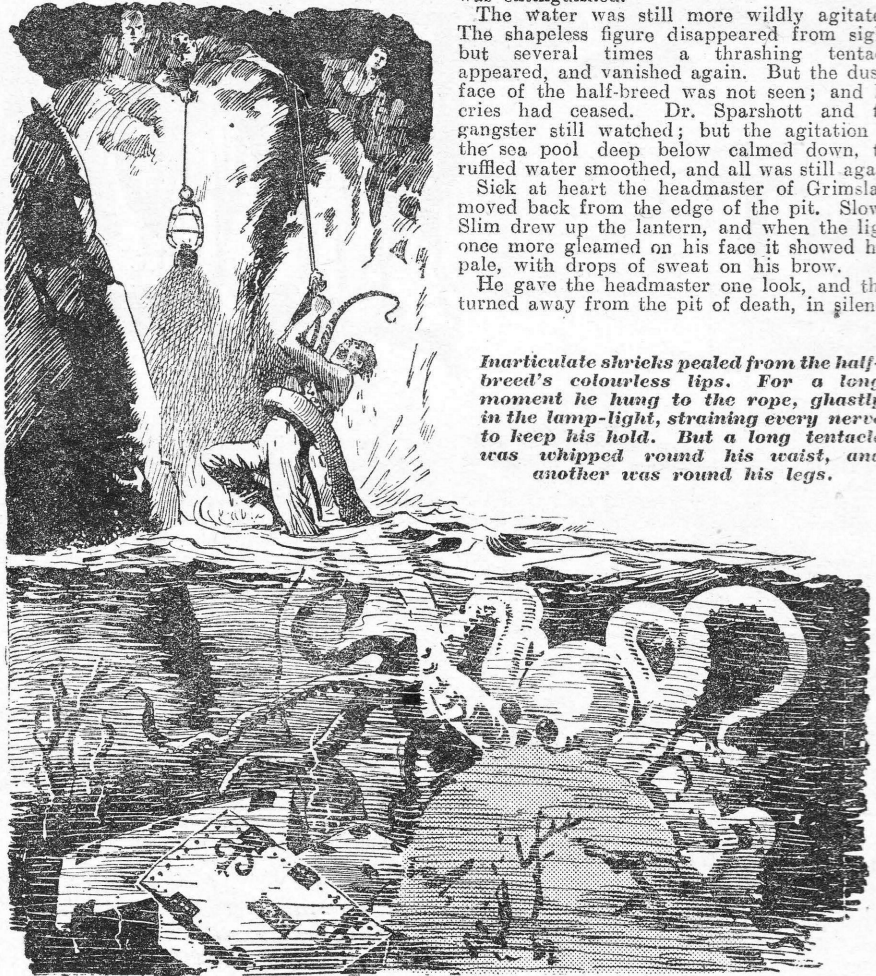 was extinguished.
The water was still more wildly agitate
The shapeless figure disappeared from sig
but several times a thrashing tenta
appeared, and vanished again. But the dus
face of the half-breed was not seen; and
cries had ceased. Dr. Sparshott and
gangster still watched; but the agitation
the sea pool deep below calmed down,
ruffled water smoothed, and all was still aga
Sick at heart the headmaster of Grimsla
moved back from the edge of the pit. Slow
Slim drew up the lantern, and when the lig
once more gleamed on his face it showed h
pale, with drops of sweat on his brow.
He gave the headmaster one look, and th
turned away from the pit of death, in silen
Inarticulate shrieks pealed from the half-
breed's colourless lips. For a long
moment he hung to the rope, ghastly
in the lamp-light, straining every nerve
to keep his hold. But a long tentacle
was whipped round his waist, and
another was round his legs.